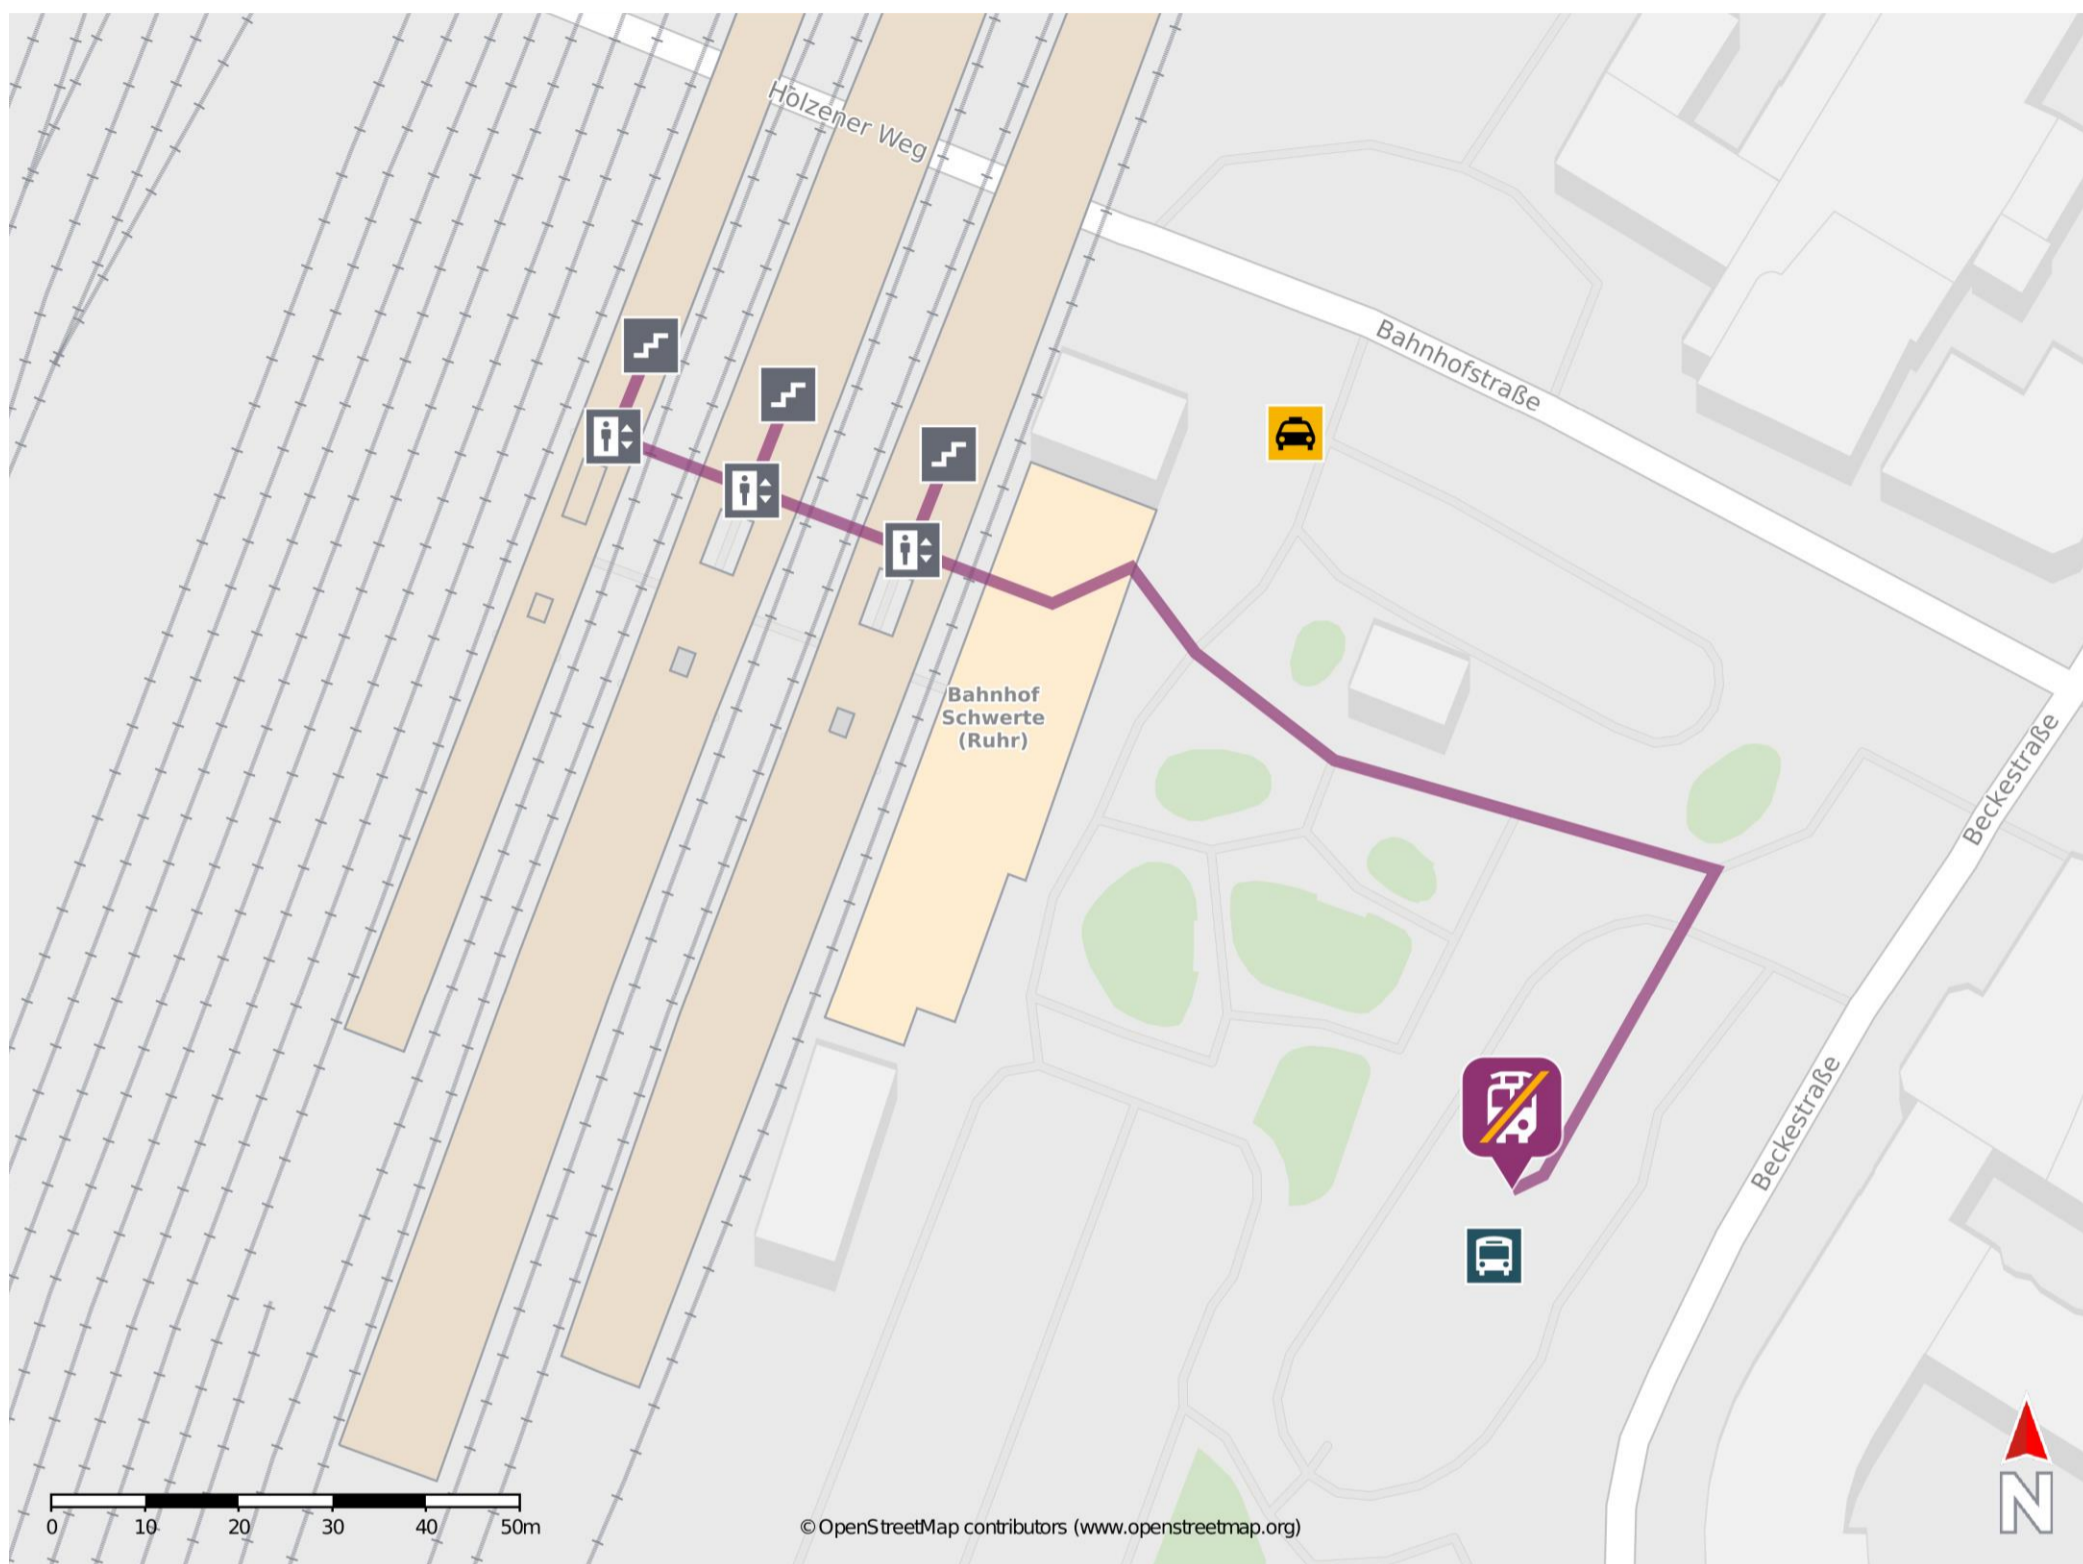 Holzener Weg
Bahnhofstraße
Bahnhof
Schwerte
(Ruhr)
Beckestraße
Beckestraße
0 10 20 30 40 50m
© OpenStreetMap contributors (www.openstreetmap.org)
N